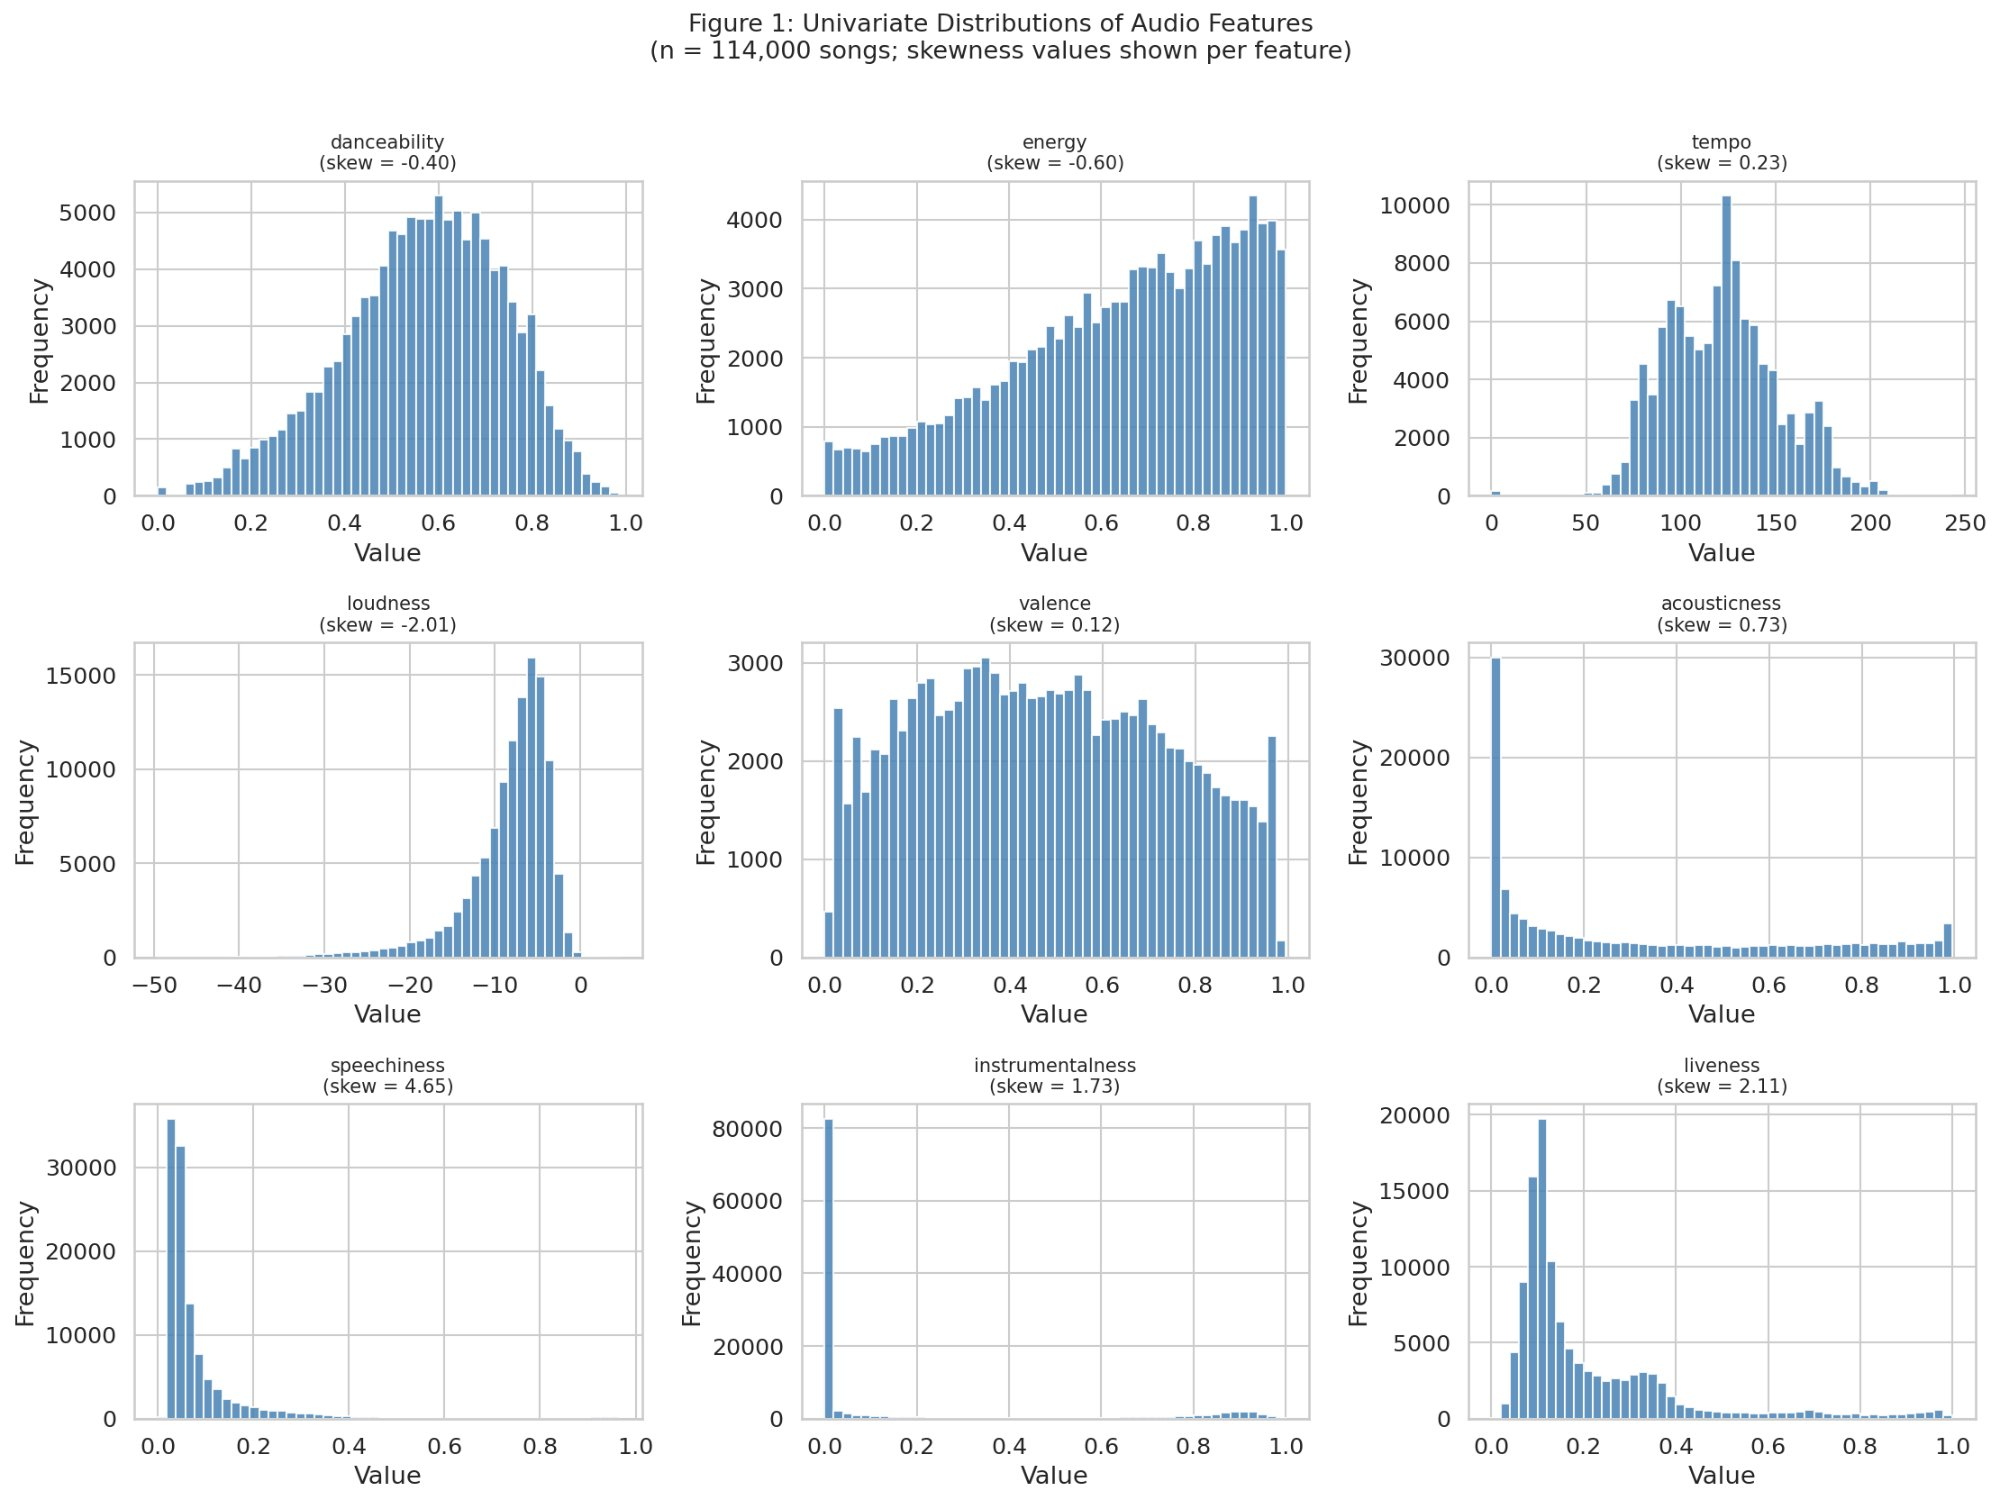 Figure 1: Univariate Distributions of Audio Features
(n = 114,000 songs; skewness values shown per feature)
danceability
(skew = -0.40)
5000
4000
3000
2000
1000
0
Frequency
0.0 0.2 0.4 0.6 0.8 1.0
Value
energy
(skew = -0.60)
4000
3000
2000
1000
0
Frequency
0.0 0.2 0.4 0.6 0.8 1.0
Value
tempo
(skew = 0.23)
10000
8000
6000
4000
2000
0
Frequency
0 50 100 150 200 250
Value
loudness
(skew = -2.01)
15000
10000
5000
0
Frequency
−50 −40 −30 −20 −10 0
Value
valence
(skew = 0.12)
3000
2000
1000
0
Frequency
0.0 0.2 0.4 0.6 0.8 1.0
Value
acousticness
(skew = 0.73)
30000
20000
10000
0
Frequency
0.0 0.2 0.4 0.6 0.8 1.0
Value
speechiness
(skew = 4.65)
30000
20000
10000
0
Frequency
0.0 0.2 0.4 0.6 0.8 1.0
Value
instrumentalness
(skew = 1.73)
80000
60000
40000
20000
0
Frequency
0.0 0.2 0.4 0.6 0.8 1.0
Value
liveness
(skew = 2.11)
20000
15000
10000
5000
0
Frequency
0.0 0.2 0.4 0.6 0.8 1.0
Value